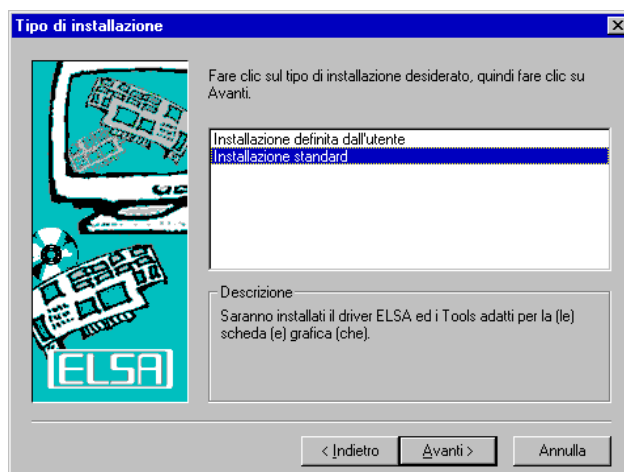 Tipo di installazione
Fare clic sul tipo di installazione desiderato, quindi fare clic su
Avanti.
Installazione definita dall'utente
Installazione standard
Descrizione
Saranno installati il driver ELSA ed i Tools adatti per la (le)
scheda (e) grafica (che).
ELSA
< Indietro
Avanti >
Annulla